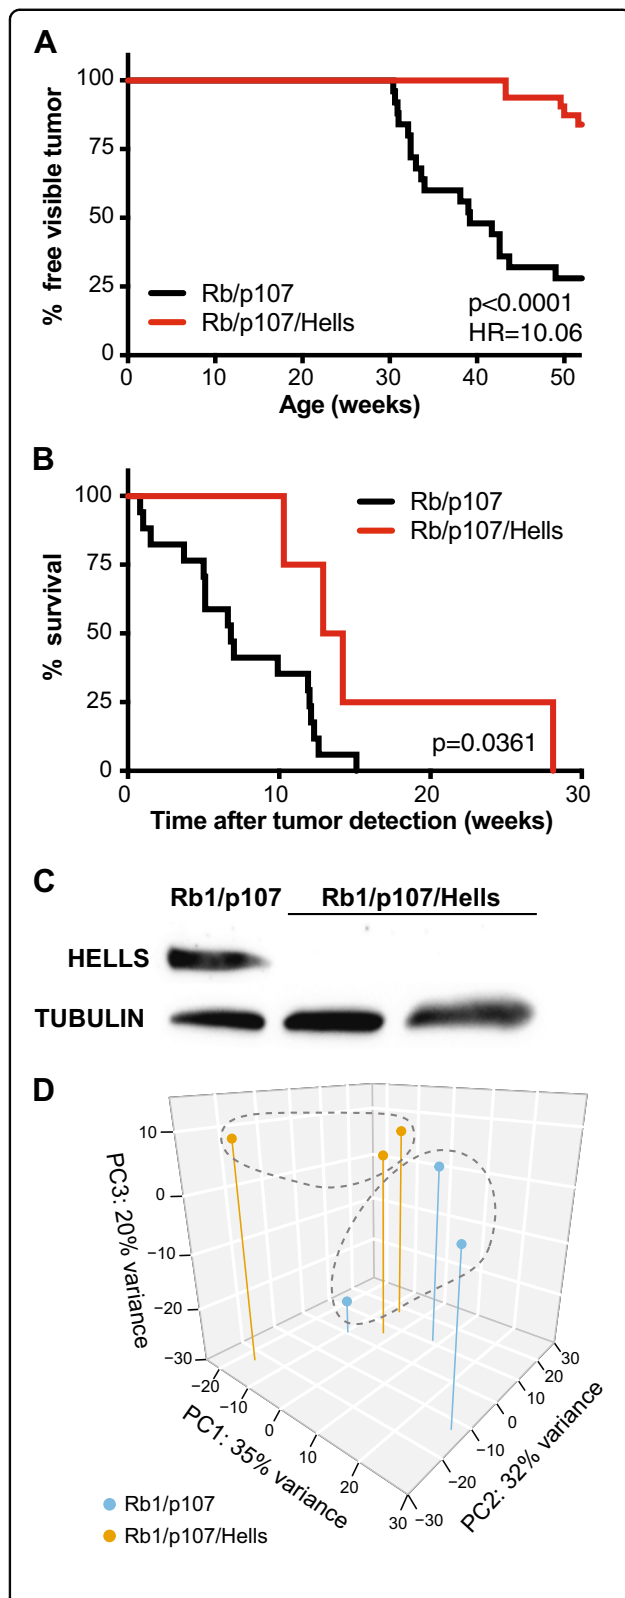 A
% free visible tumor
100
75
50
25
0
Rb/p107
Rb/p107/Hells
p<0.0001
HR=10.06
0 10 20 30 40 50
Age (weeks)
B
% survival
100
75
50
25
0
Rb/p107
Rb/p107/Hells
p=0.0361
0 10 20 30
Time after tumor detection (weeks)
C
Rb1/p107 Rb1/p107/Hells
HELLS
TUBULIN
D
PC3: 20% variance
10
0
−10
−20
−30
−20
−10
0
10
20
30
PC1: 35% variance
−30
−20
−10
0
10
20
30
PC2: 32% variance
Rb1/p107
Rb1/p107/Hells